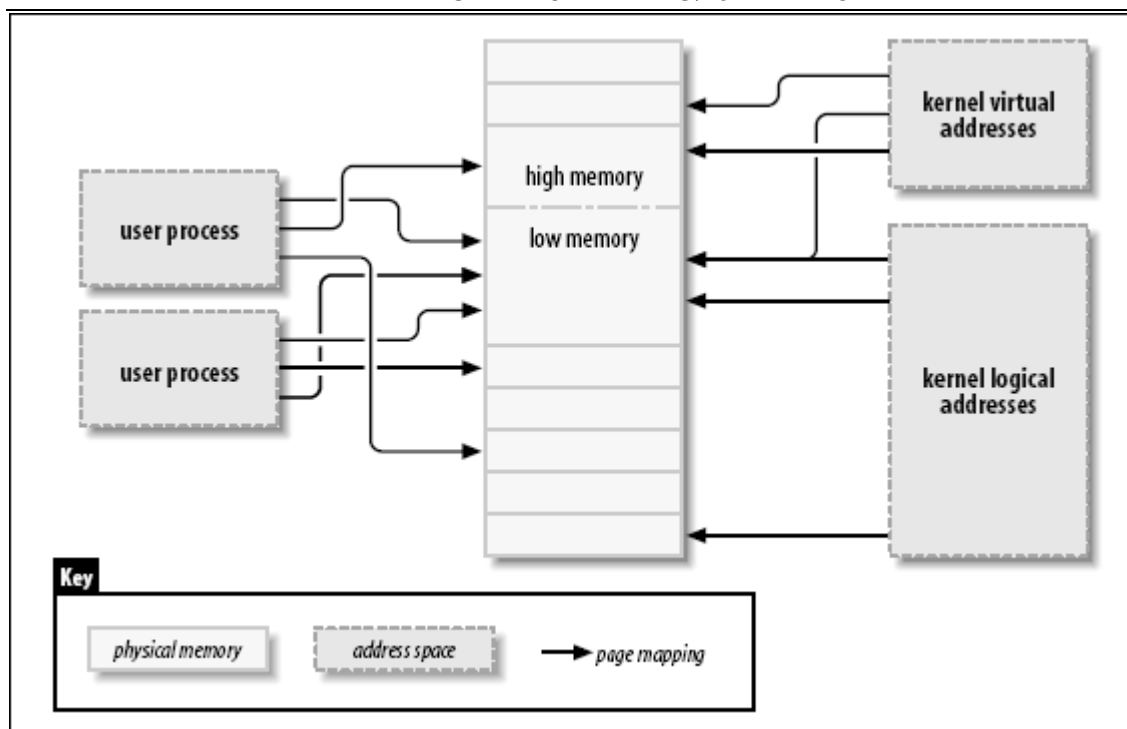 user process
user process
high memory
low memory
kernel virtual
addresses
kernel logical
addresses
Key
physical memory
address space
page mapping